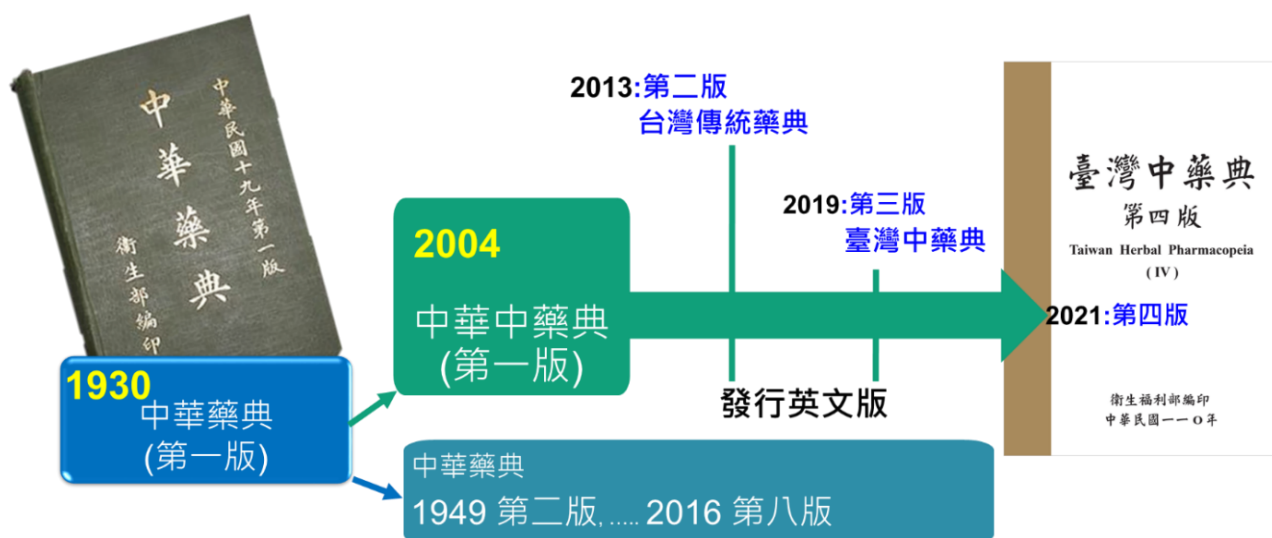 中華民國十九年第一版
中華藥典
衛生部編印
1930
中華藥典
(第一版)
2004
中華中藥典
(第一版)
2013:第二版
台灣傳統藥典
2019:第三版
臺灣中藥典
發行英文版
中華藥典
1949 第二版, ..... 2016 第八版
臺灣中藥典
第四版
Taiwan Herbal Pharmacopeia
( IV )
2021:第四版
衛生福利部編印
中華民國一一O年